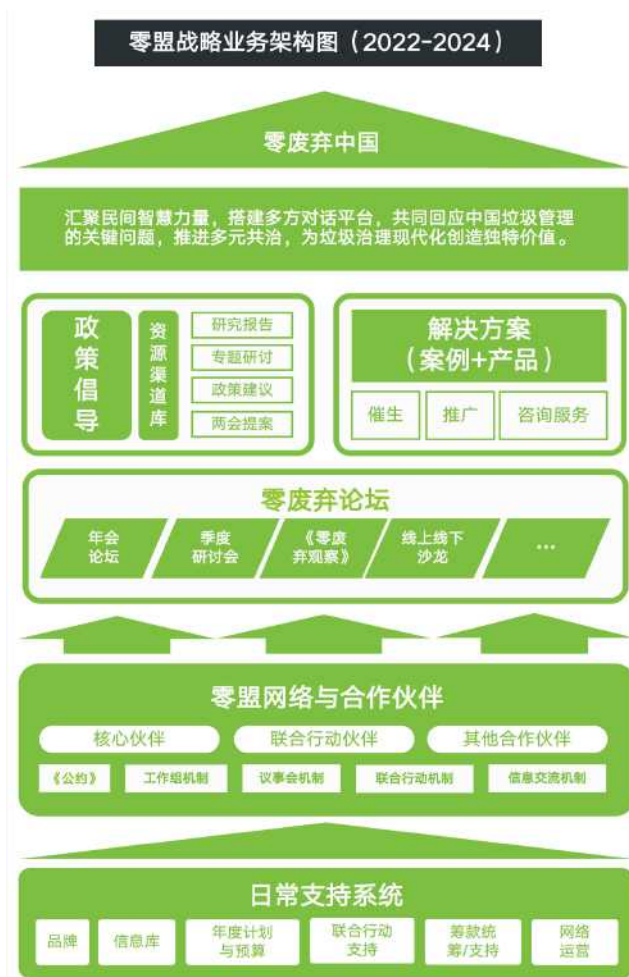 零盟战略业务架构图（2022-2024）
零废弃中国
汇聚民间智慧力量，搭建多方对话平台，共同回应中国垃圾管理
的关键问题，推进多元共治，为垃圾治理现代化创造独特价值。
政策倡导
资源渠道库
研究报告
专题研讨
政策建议
两会提案
解决方案
（案例+产品）
催生
推广
咨询服务
零废弃论坛
年会
论坛
季度
研讨会
《零废
弃观察》
线上线下
沙龙
...
零盟网络与合作伙伴
核心伙伴
联合行动伙伴
其他合作伙伴
《公约》
工作组机制
议事会机制
联合行动机制
信息交流机制
日常支持系统
品牌
信息库
年度计划
与预算
联合行动
支持
筹款统
筹/支持
网络
运营